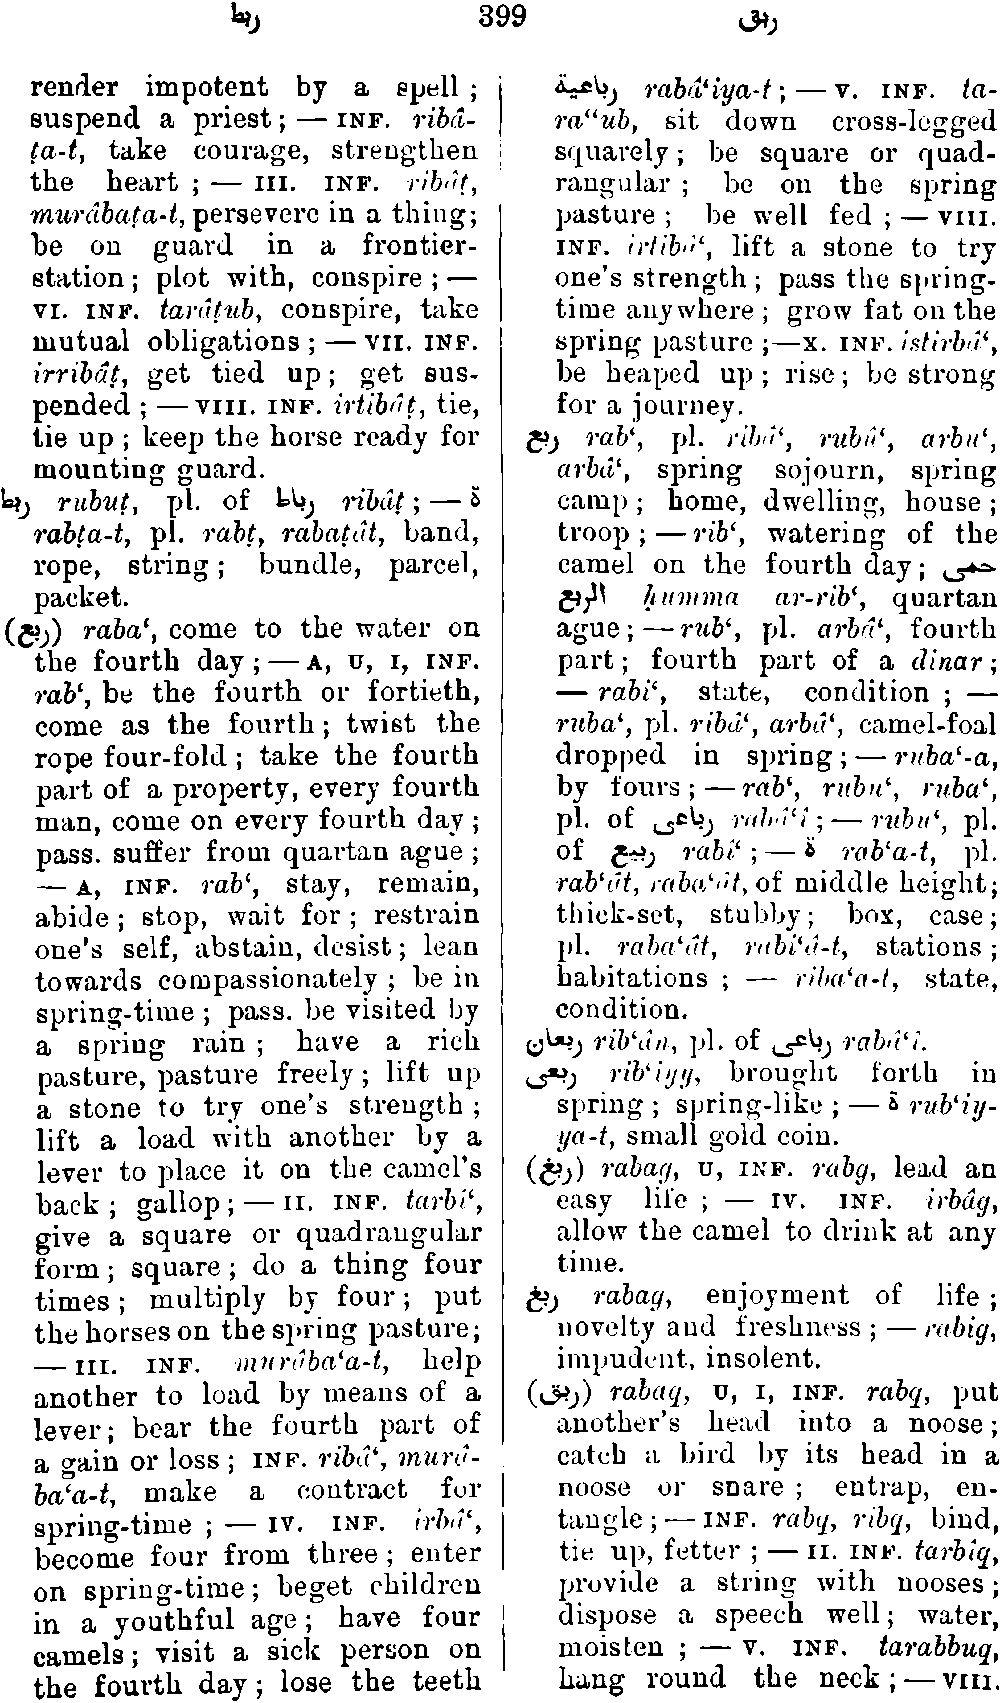 ربط 399 ربق
render impotent by a spell ;
suspend a priest ; — INF. ribâ-
ṭa-t, take courage, strengthen
the heart ; — III. INF. ribâṭ,
murâbaṭa-t, persevere in a thing;
be on guard in a frontier-
station ; plot with, conspire ; —
VI. INF. tarâṭub, conspire, take
mutual obligations ; — VII. INF.
irribâṭ, get tied up ; get sus-
pended ; — VIII. INF. irtibâṭ, tie,
tie up ; keep the horse ready for
mounting guard.
ربط rubuṭ, pl. of رباط ribâṭ ; — ة
rabṭa-t, pl. rabṭ, rabaṭât, band,
rope, string ; bundle, parcel,
packet.
(ربع) raba‘, come to the water on
the fourth day ; — A, U, I, INF.
rab‘, be the fourth or fortieth,
come as the fourth ; twist the
rope four-fold ; take the fourth
part of a property, every fourth
man, come on every fourth day ;
pass. suffer from quartan ague ;
— A, INF. rab‘, stay, remain,
abide ; stop, wait for ; restrain
one's self, abstain, desist ; lean
towards compassionately ; be in
spring-time ; pass. be visited by
a spring rain ; have a rich
pasture, pasture freely ; lift up
a stone to try one's strength ;
lift a load with another by a
lever to place it on the camel's
back ; gallop ; — II. INF. tarbî‘,
give a square or quadrangular
form ; square ; do a thing four
times ; multiply by four ; put
the horses on the spring pasture;
— III. INF. murâba‘a-t, help
another to load by means of a
lever ; bear the fourth part of
a gain or loss ; INF. ribâ‘, murâ-
ba‘a-t, make a contract for
spring-time ; — IV. INF. irbâ‘,
become four from three ; enter
on spring-time ; beget children
in a youthful age ; have four
camels ; visit a sick person on
the fourth day ; lose the teeth
رباعية rabâ‘iya-t ; — V. INF. ta-
ra‘‘ub, sit down cross-legged
squarely ; be square or quad-
rangular ; be on the spring
pasture ; be well fed ; — VIII.
INF. irtibâ‘, lift a stone to try
one's strength ; pass the spring-
time anywhere ; grow fat on the
spring pasture ;—X. INF. istirbâ‘,
be heaped up ; rise ; be strong
for a journey.
ربع rab‘, pl. ribâ‘, rubû‘, arbu‘,
arbâ‘, spring sojourn, spring
camp ; home, dwelling, house ;
troop ; — rib‘, watering of the
camel on the fourth day ; حمى
الربع ḥumma ar-rib‘, quartan
ague ; — rub‘, pl. arbâ‘, fourth
part ; fourth part of a dinar ;
— rabi‘, state, condition ; —
ruba‘, pl. ribâ‘, arbâ‘, camel-foal
dropped in spring ; — ruba‘-a,
by fours ; — rab‘, rubu‘, ruba‘,
pl. of رباعى rabâ‘î ; — rubu‘, pl.
of ربيع rabî‘ ; — ة rab‘a-t, pl.
rab‘ât, raba‘ât, of middle height;
thick-set, stubby ; box, case ;
pl. raba‘ât, rabi‘â-t, stations ;
habitations ; — riba‘a-t, state,
condition.
ربعان rib‘ân, pl. of رباعى rabâ‘î.
ربعى rib‘iyy, brought forth in
spring ; spring-like ; — ة rub‘iy-
ya-t, small gold coin.
(ربغ) rabag, U, INF. rabg, lead an
easy life ; — IV. INF. irbâg,
allow the camel to drink at any
time.
ربغ rabag, enjoyment of life ;
novelty and freshness ; — rabig,
impudent, insolent.
(ربق) rabaq, U, I, INF. rabq, put
another's head into a noose ;
catch a bird by its head in a
noose or snare ; entrap, en-
tangle ; — INF. rabq, ribq, bind,
tie up, fetter ; — II. INF. tarbîq,
provide a string with nooses ;
dispose a speech well ; water,
moisten ; — V. INF. tarabbuq,
hang round the neck ; — VIII.